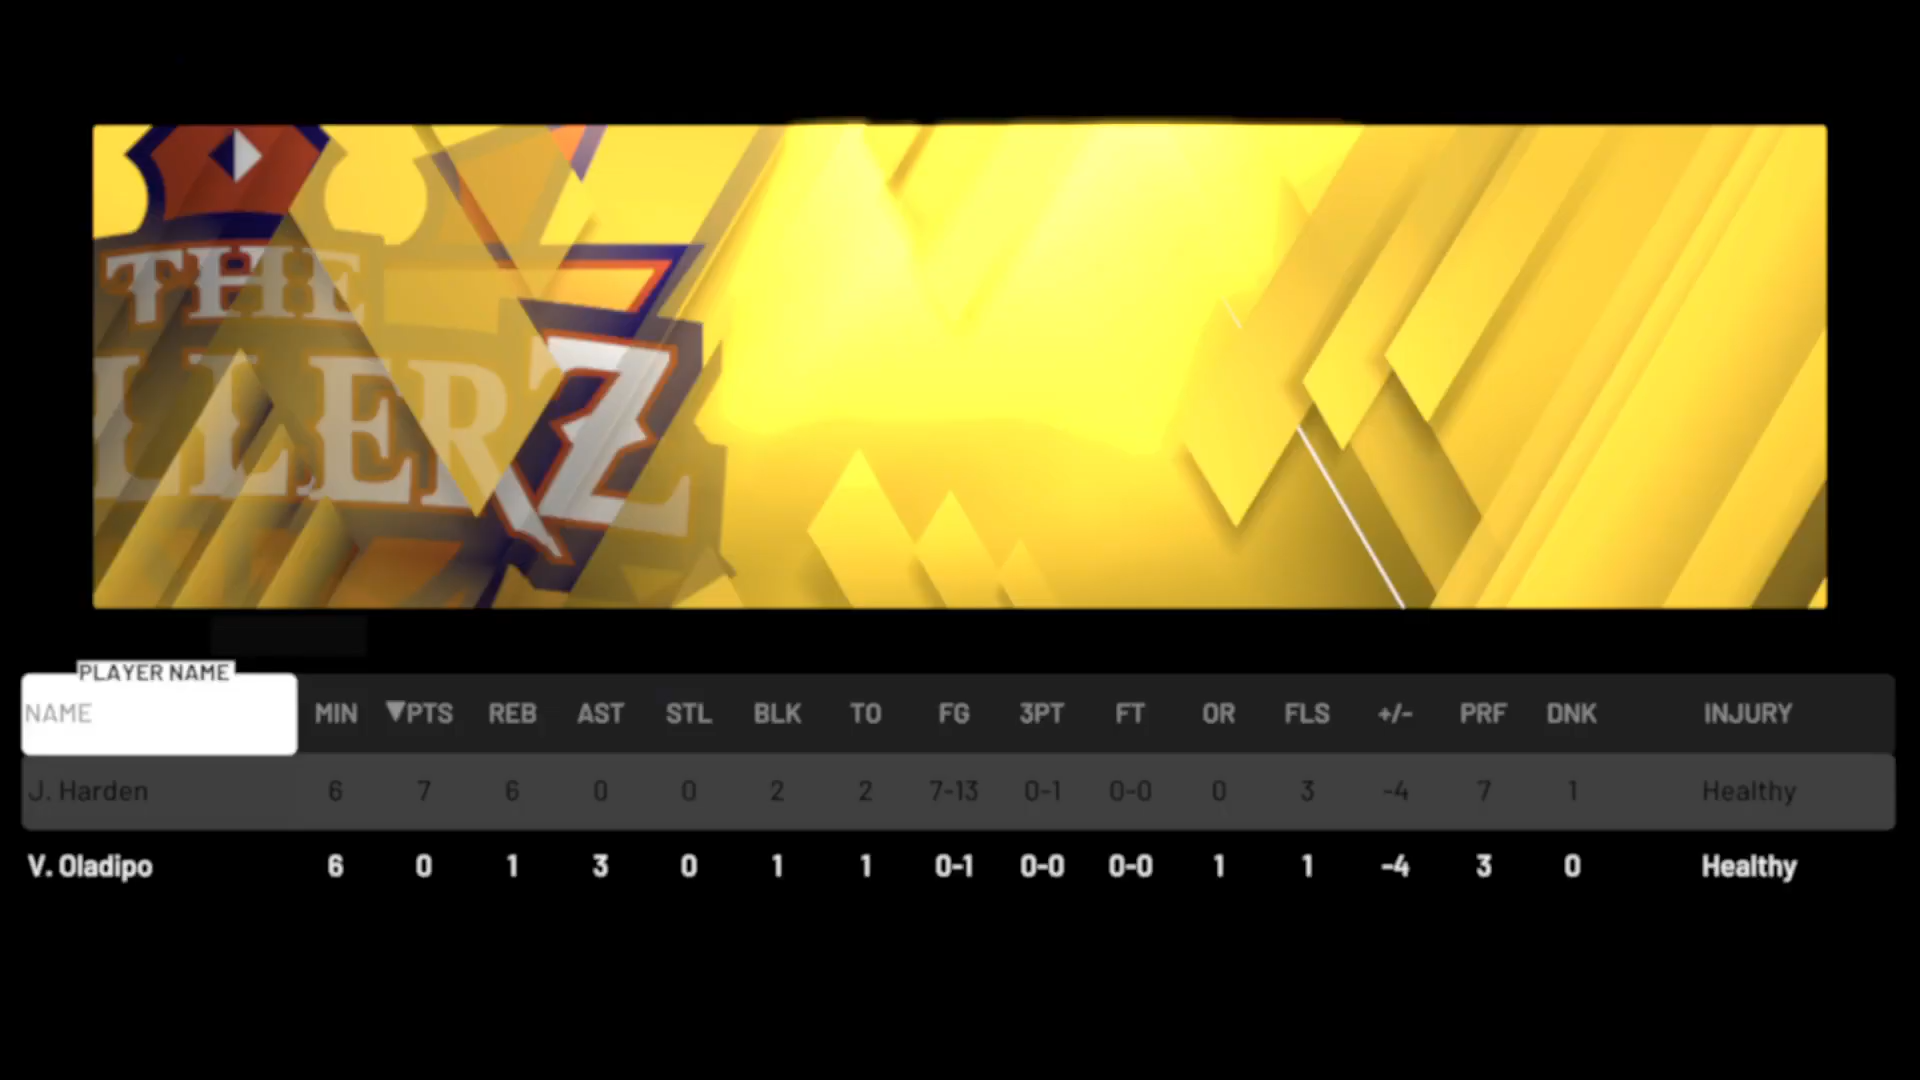 THE
LLERZ
PLAYER NAME
NAME MIN ▼PTS REB AST STL BLK TO FG 3PT FT OR FLS +/- PRF DNK INJURY
J. Harden 6 7 6 0 0 2 2 7-13 0-1 0-0 0 3 -4 7 1 Healthy
V. Oladipo 6 0 1 3 0 1 1 0-1 0-0 0-0 1 1 -4 3 0 Healthy